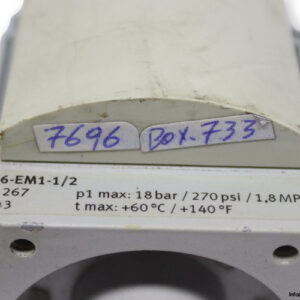 7696 Box.733
6-EM1-1/2
267 p1 max: 18 bar / 270 psi / 1,8 MP
3 t max: +60°C / +140°F